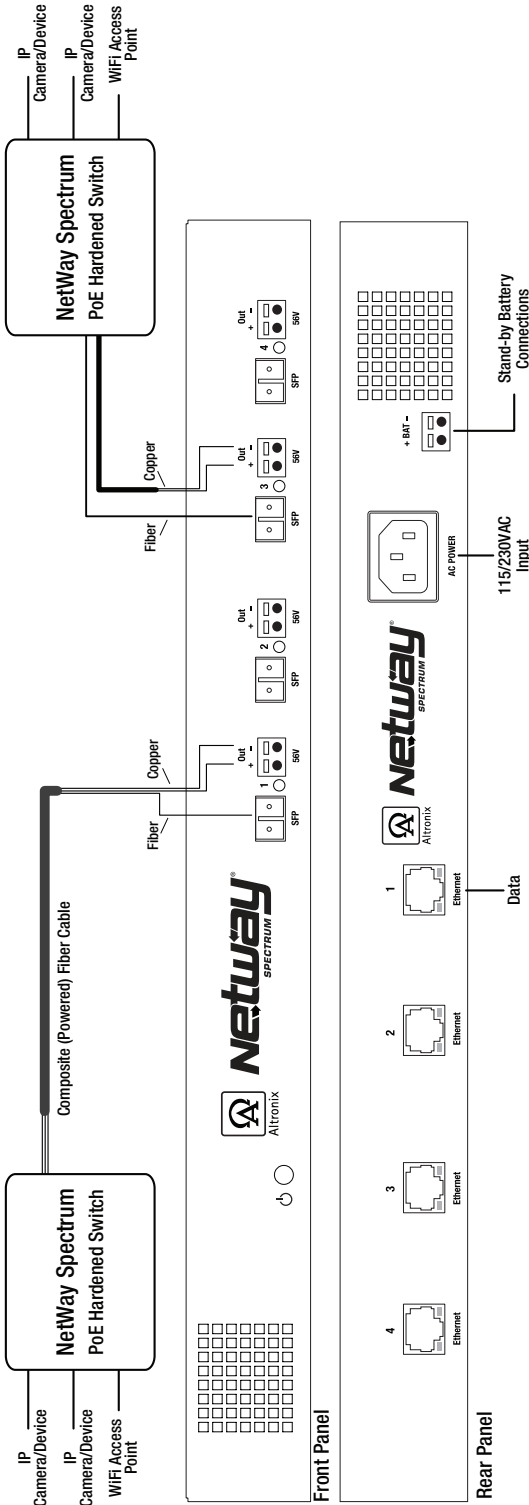 IP
Camera/Device
IP
Camera/Device
WiFi Access
Point
NetWay Spectrum
PoE Hardened Switch
Composite (Powered) Fiber Cable
NetWay Spectrum
PoE Hardened Switch
IP
Camera/Device
IP
Camera/Device
WiFi Access
Point
Fiber
Copper
Fiber
Copper
Altronix
Netway®
SPECTRUM
SFP
1
+ Out –
56V
SFP
2
+ Out –
56V
SFP
3
+ Out –
56V
SFP
4
+ Out –
56V
Front Panel
4
Ethernet
3
Ethernet
2
Ethernet
1
Ethernet
Data
Altronix
Netway®
SPECTRUM
AC POWER
115/230VAC
Input
+ BAT –
Stand-by Battery
Connections
Rear Panel